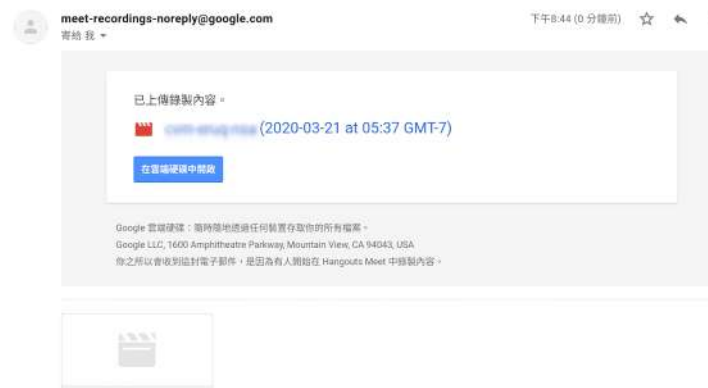 meet-recordings-noreply@google.com
下午8:44 (0 分鐘前)
寄給 我
已上傳錄製內容。
(2020-03-21 at 05:37 GMT-7)
在雲端硬碟中開啟
Google 雲端硬碟：隨時隨地透過任何裝置存取你的所有檔案。
Google LLC, 1600 Amphitheatre Parkway, Mountain View, CA 94043, USA
你之所以會收到這封電子郵件，是因為有人開始在 Hangouts Meet 中錄製內容。